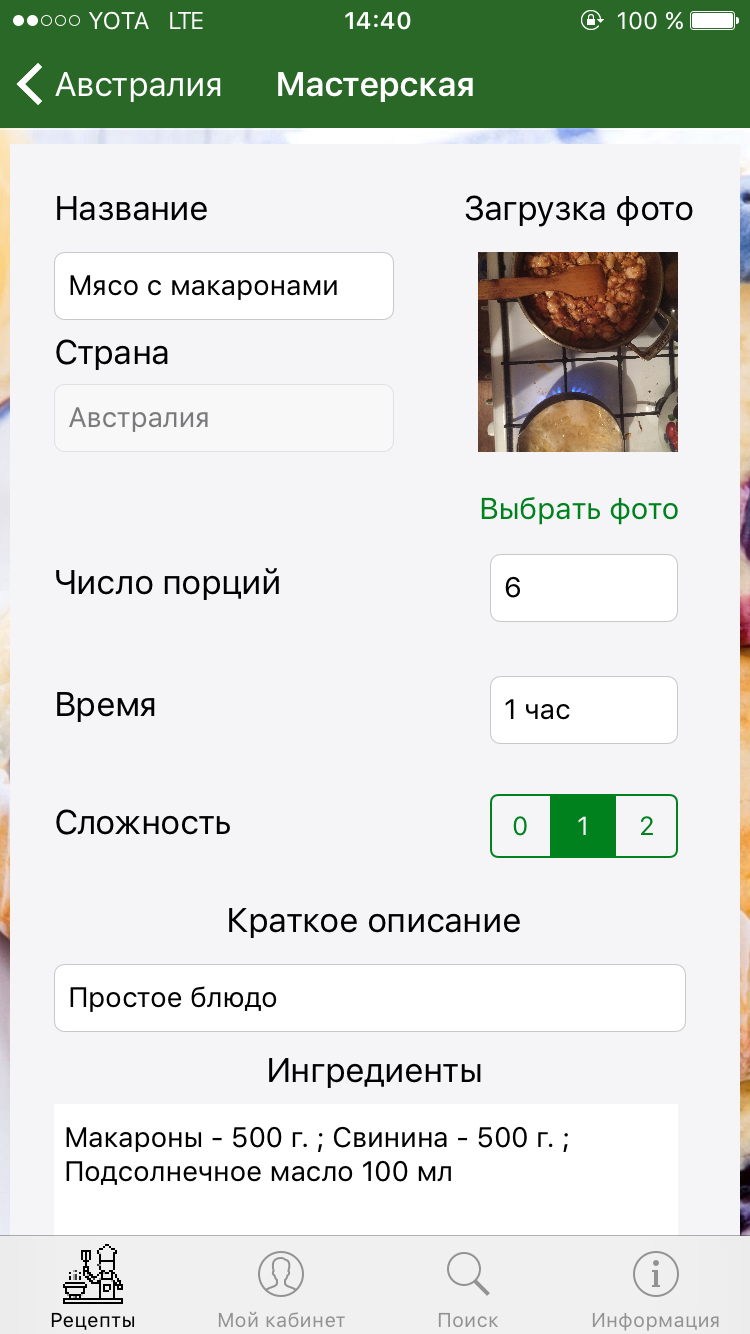 YOTA LTE 14:40 100 %
Австралия Мастерская
Название Загрузка фото
Мясо с макаронами
Страна
Австралия
Выбрать фото
Число порций 6
Время 1 час
Сложность 0 1 2
Краткое описание
Простое блюдо
Ингредиенты
Макароны - 500 г. ; Свинина - 500 г. ;
Подсолнечное масло 100 мл
Рецепты Мой кабинет Поиск Информация